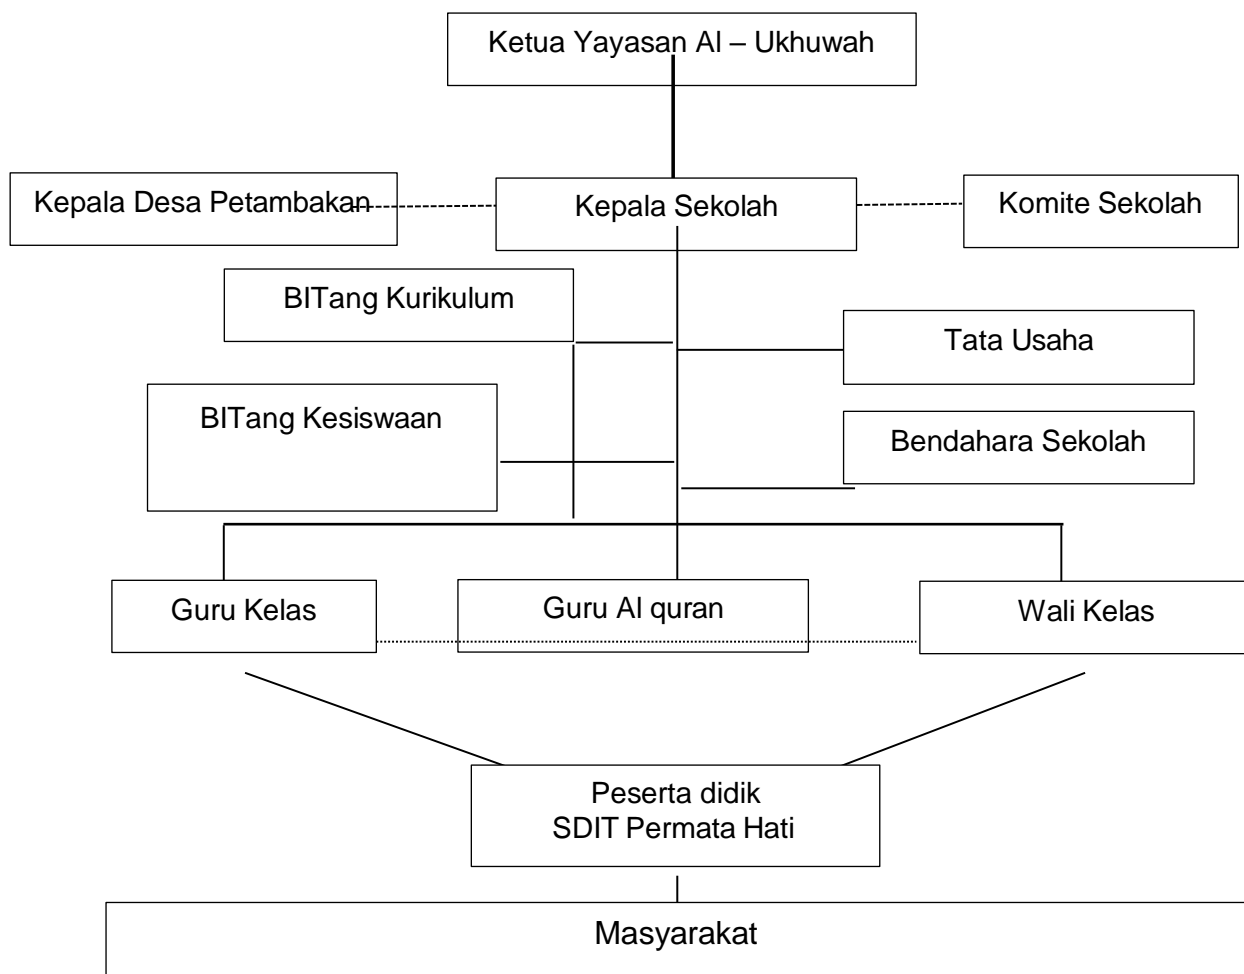 Ketua Yayasan Al – Ukhuwah
Kepala Desa Petambakan
Kepala Sekolah
Komite Sekolah
BITang Kurikulum
Tata Usaha
BITang Kesiswaan
Bendahara Sekolah
Guru Kelas
Guru Al quran
Wali Kelas
Peserta didik
SDIT Permata Hati
Masyarakat